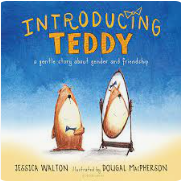 INTRODUCING
TEDDY
a gentle story about gender and friendship
JESSICA WALTON illustrated by DOUGAL MACPHERSON